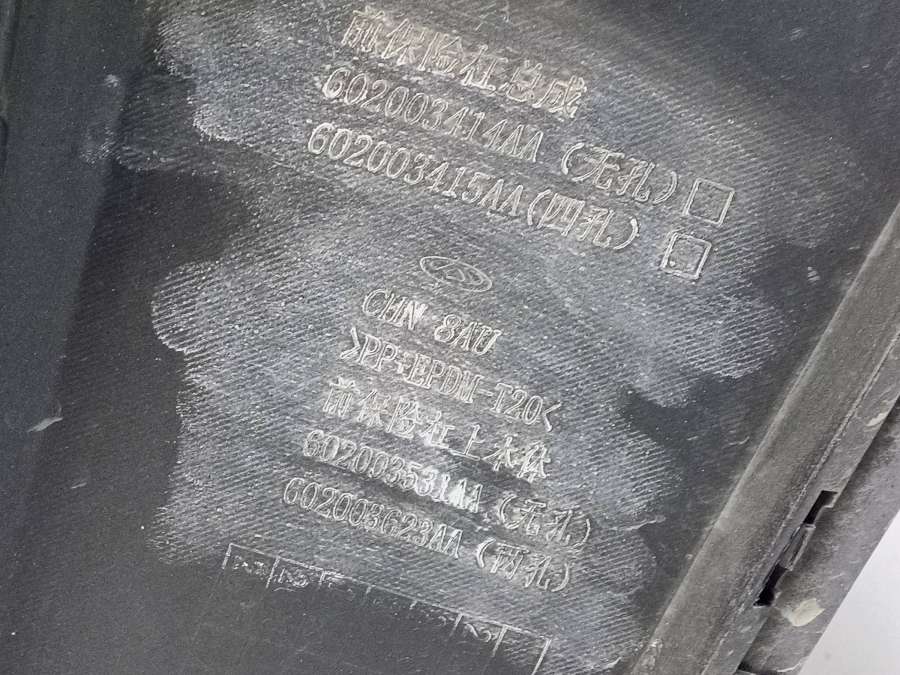 前保险杠总成
602003414AA (无孔)
602003415AA(四孔)
CHN 8AU
>PP+EPDM-T20<
前保险杠上本体
602003531AA (无孔)
602003623AA (两孔)